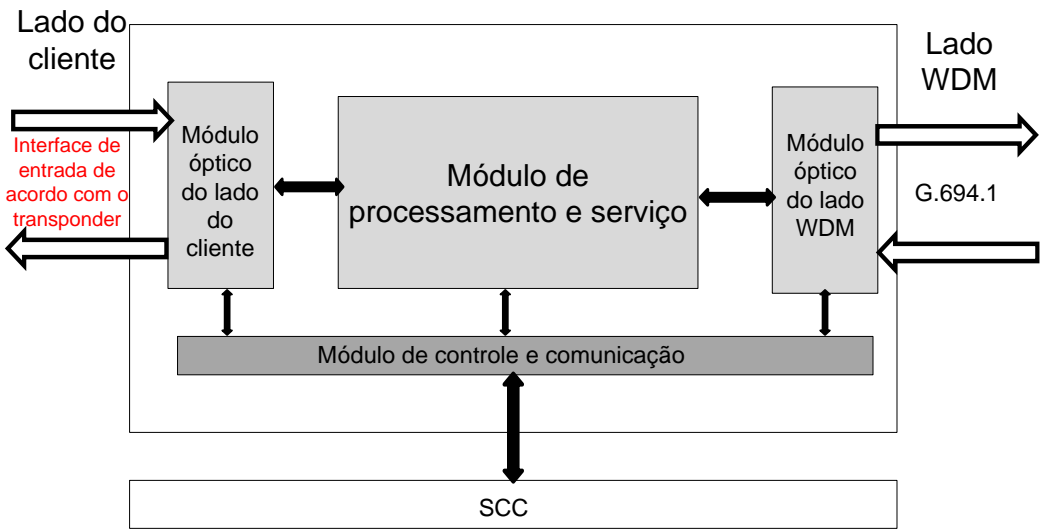 Lado do
cliente
Interface de
entrada de
acordo com o
transponder
Módulo
óptico
do lado
do
cliente
Módulo de
processamento e serviço
Módulo
óptico
do lado
WDM
Lado
WDM
G.694.1
Módulo de controle e comunicação
SCC